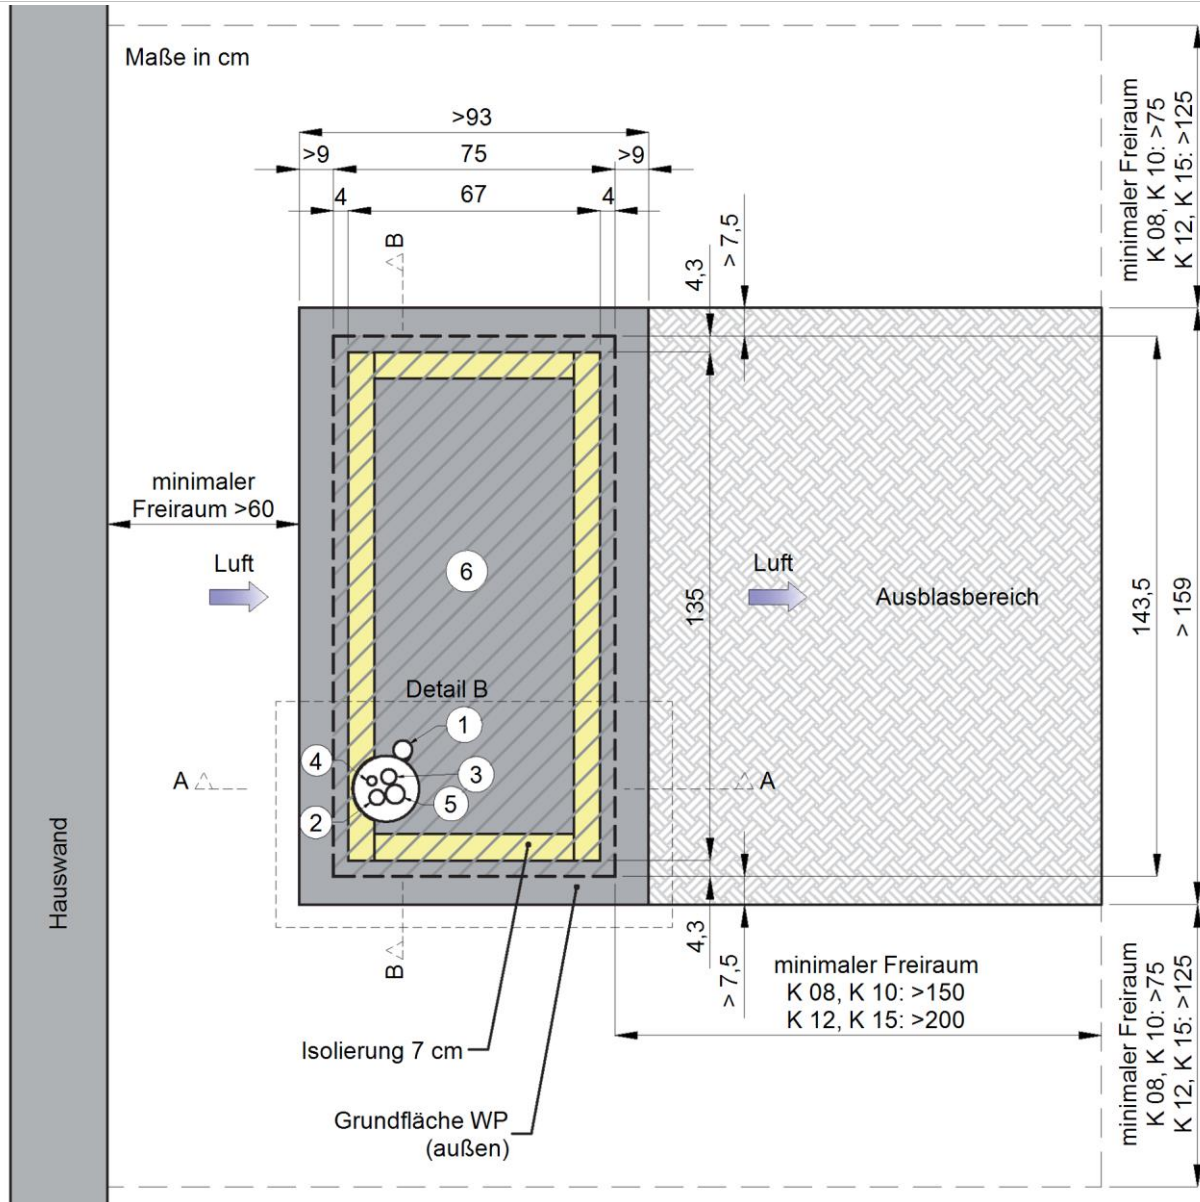 Maße in cm
>93
>9
75
>9
4
67
4
B
4,3
> 7,5
minimaler Freiraum
K 08, K 10: >75
K 12, K 15: >125
minimaler
Freiraum >60
Luft
6
135
Luft
Ausblasbereich
143,5
> 159
Detail B
1
4
3
A
A
5
2
Hauswand
B
4,3
> 7,5
minimaler Freiraum
K 08, K 10: >150
K 12, K 15: >200
minimaler Freiraum
K 08, K 10: >75
K 12, K 15: >125
Isolierung 7 cm
Grundfläche WP
(außen)